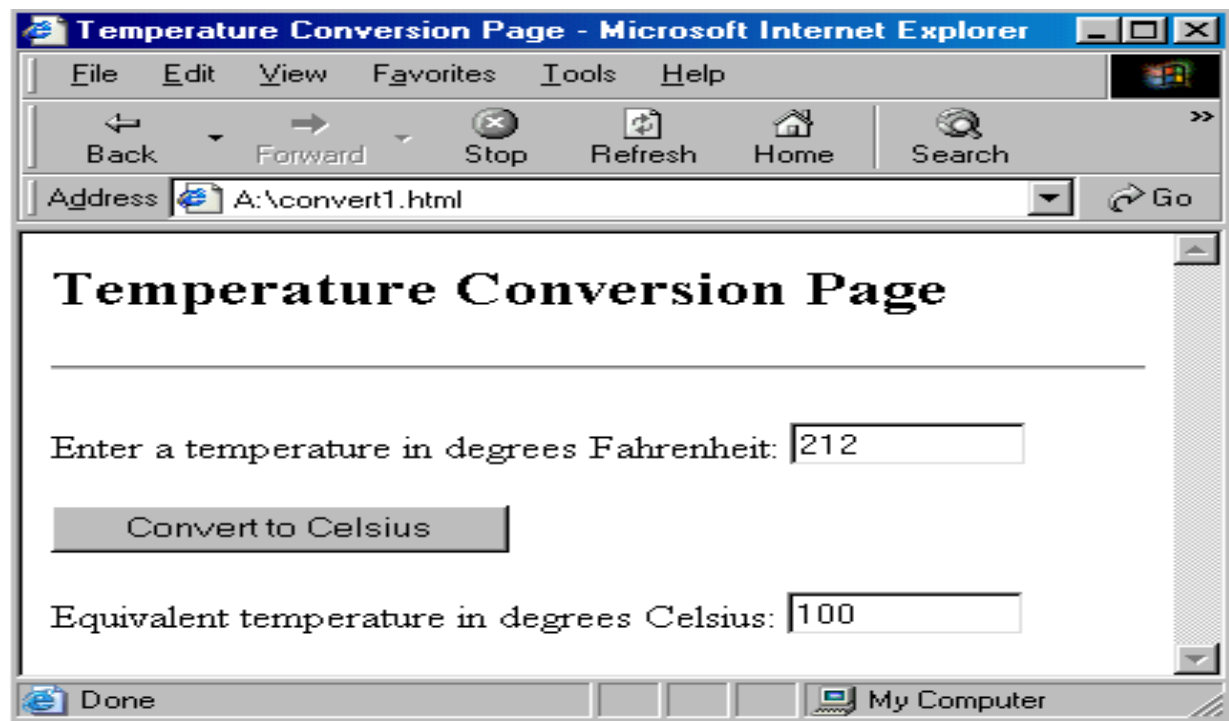 Temperature Conversion Page - Microsoft Internet Explorer
File Edit View Favorites Tools Help
Back Forward Stop Refresh Home Search »
Address A:\convert1.html Go
Temperature Conversion Page
Enter a temperature in degrees Fahrenheit: 212
Convert to Celsius
Equivalent temperature in degrees Celsius: 100
Done My Computer